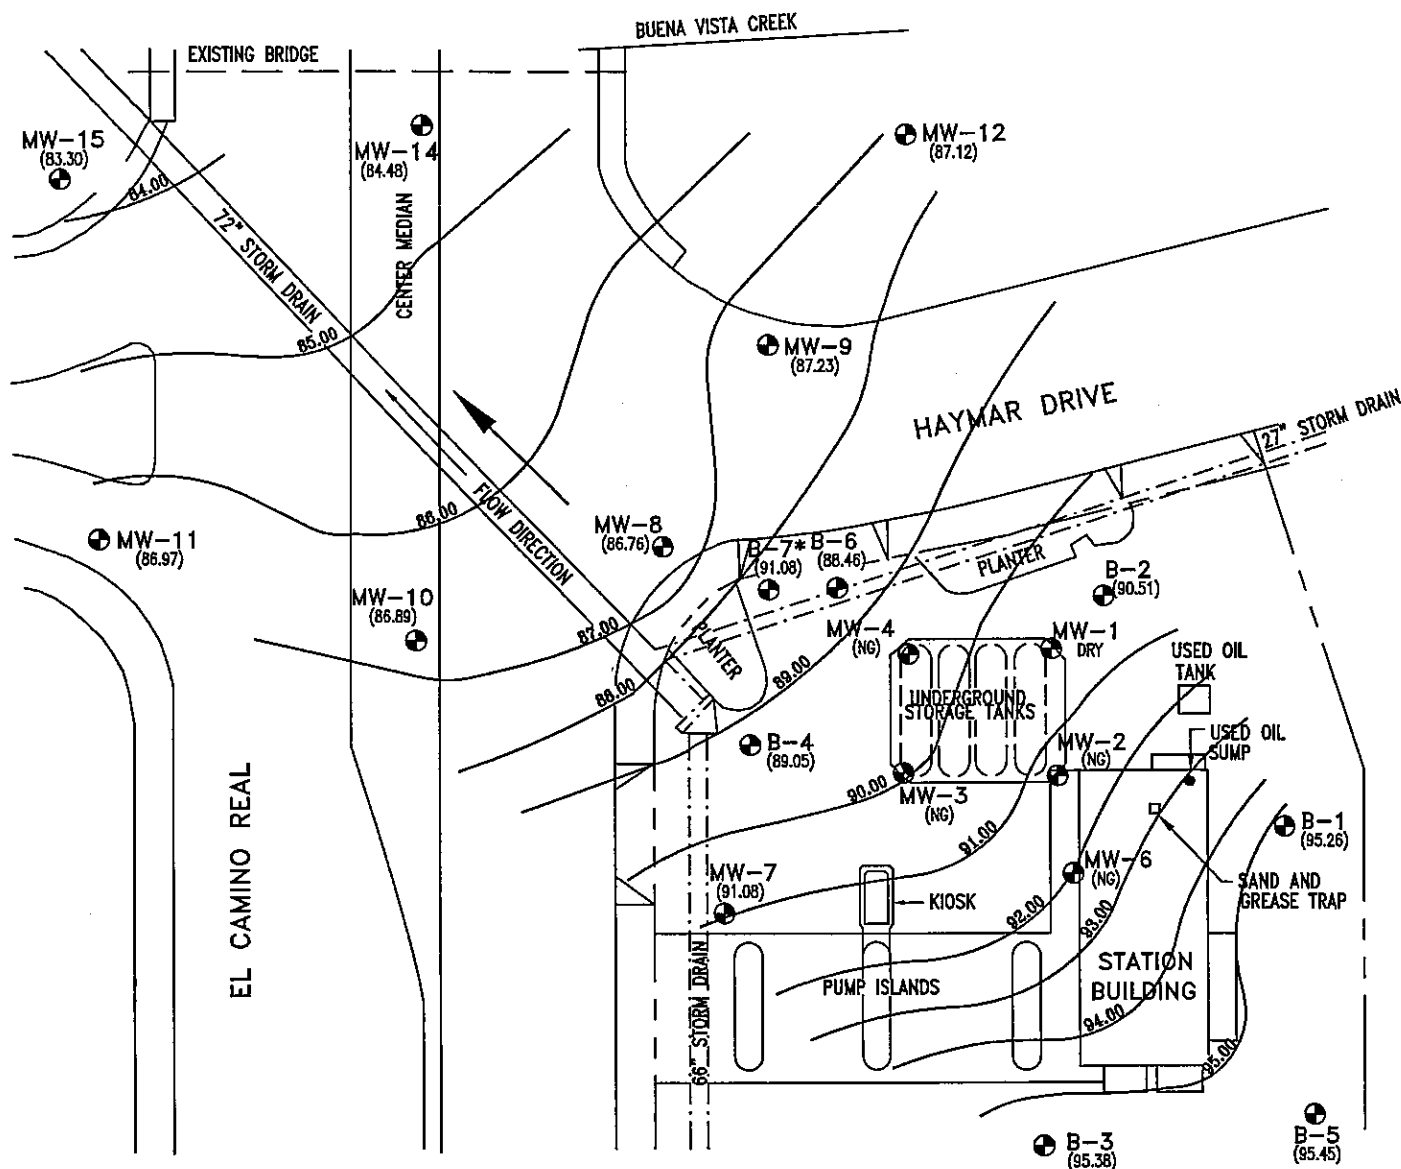 BUENA VISTA CREEK
EXISTING BRIDGE
MW-15
(83.30)
MW-14
(84.48)
MW-12
(87.12)
84.00
72" STORM DRAIN
CENTER MEDIAN
85.00
MW-9
(87.23)
HAYMAR DRIVE
27" STORM DRAIN
FLOW DIRECTION
86.00
MW-11
(86.97)
MW-8
(86.76)
B-7*
(91.08)
B-6
(88.46)
PLANTER
B-2
(90.51)
MW-10
(86.89)
87.00
PLANTER
MW-4
(NG)
MW-1
DRY
USED OIL
TANK
88.00
89.00
UNDERGROUND
STORAGE TANKS
B-4
(89.05)
MW-2
(NG)
USED OIL
SUMP
90.00
MW-3
(NG)
91.00
B-1
(95.26)
EL CAMINO REAL
MW-7
(91.08)
KIOSK
MW-6
(NG)
SAND AND
GREASE TRAP
92.00
93.00
66" STORM DRAIN
PUMP ISLANDS
STATION
BUILDING
94.00
95.00
B-3
(95.38)
B-5
(95.45)